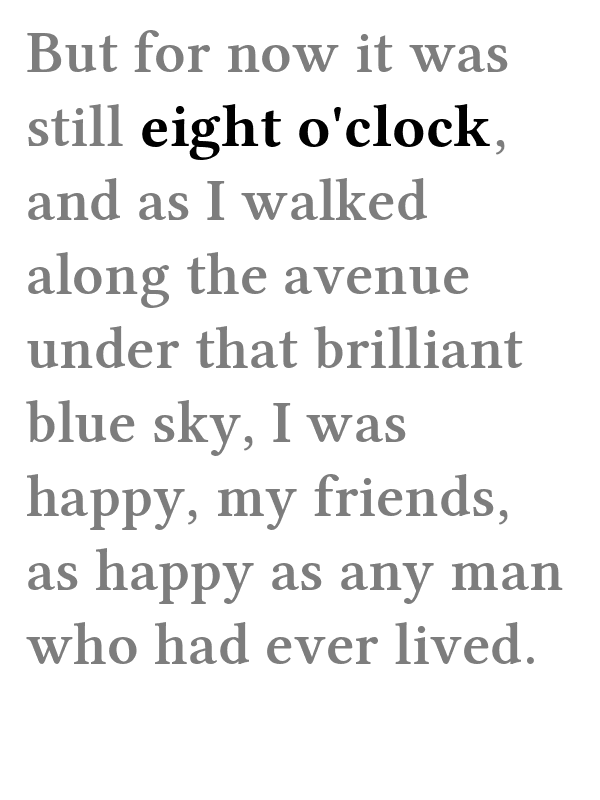 But for now it was
still eight o'clock,
and as I walked
along the avenue
under that brilliant
blue sky, I was
happy, my friends,
as happy as any man
who had ever lived.